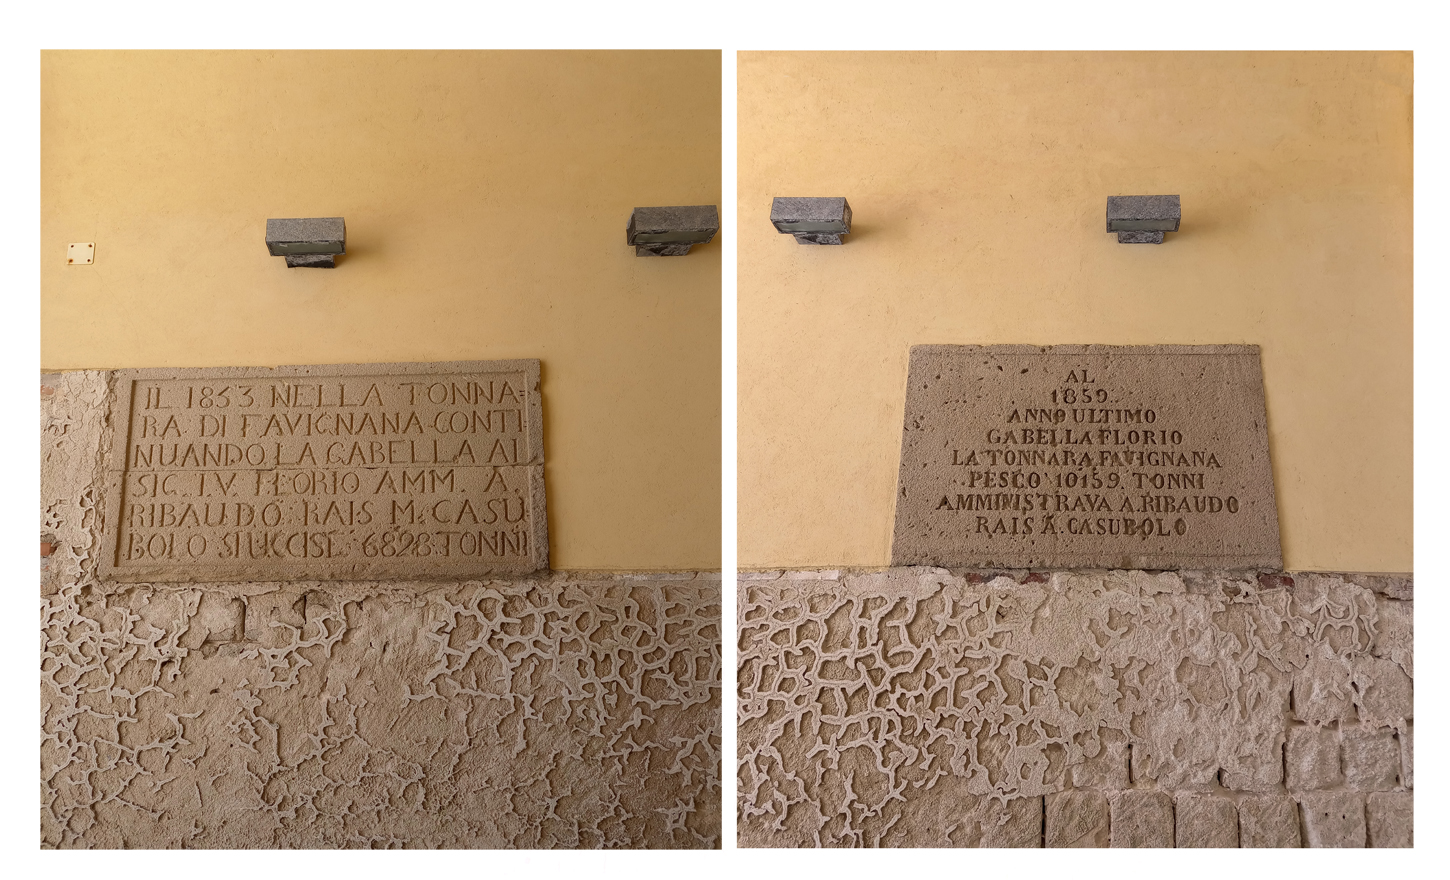 IL 1853 NELLA TONNA=
RA DI FAVIGNANA CONTI
NUANDO LA GABELLA AL
SIG. I.V. FLORIO AMM. A.
RIBAUDO. RAIS M. CASU
BOLO SI UCCISE 6828 TONNI
AL
1859.
ANNO ULTIMO
GABELLA FLORIO
LA TONNARA FAVIGNANA
PESCO' 10159. TONNI
AMMINISTRAVA A. RIBAUDO
RAIS A. CASUBOLO